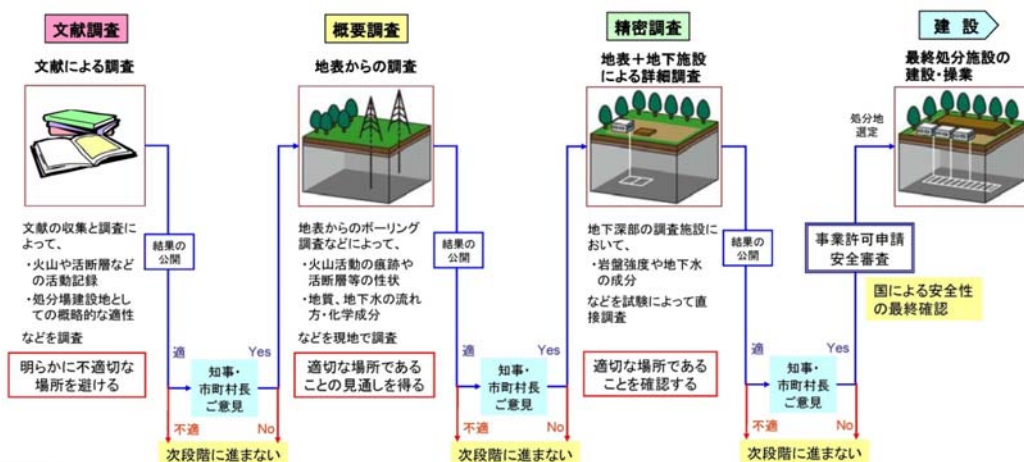 文献調査
文献による調査
文献の収集と調査に
よって、
・火山や活断層など
の活動記録
・処分場建設地とし
ての概略的な適性
などを調査
明らかに不適切な
場所を避ける
結果の
公開
適
Yes
知事・
市町村長
ご意見
不適
No
次段階に進まない
概要調査
地表からの調査
地表からのボーリング
調査などによって、
・火山活動の痕跡や
活断層等の性状
・地質、地下水の流れ
方・化学成分
などを現地で調査
適切な場所である
ことの見通しを得る
結果の
公開
適
Yes
知事・
市町村長
ご意見
不適
No
次段階に進まない
精密調査
地表＋地下施設
による詳細調査
地下深部の調査施設に
おいて、
・岩盤強度や地下水
の成分
などを試験によって直
接調査
適切な場所である
ことを確認する
結果の
公開
適
Yes
知事・
市町村長
ご意見
不適
No
次段階に進まない
建設
最終処分施設の
建設・操業
処分地
選定
事業許可申請
安全審査
国による安全性
の最終確認